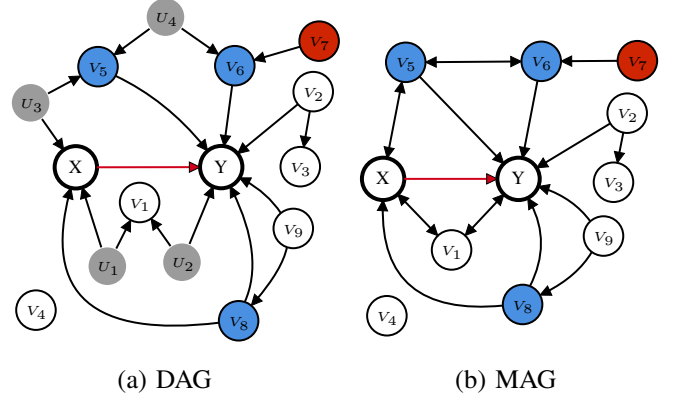 U₄
V₅ V₆ V₇ V₅ V₆ V₇
U₃ V₂ V₂
X Y V₃ X Y V₃
V₁ V₉ V₁ V₉
U₁ U₂
V₄ V₈ V₄ V₈
(a) DAG (b) MAG